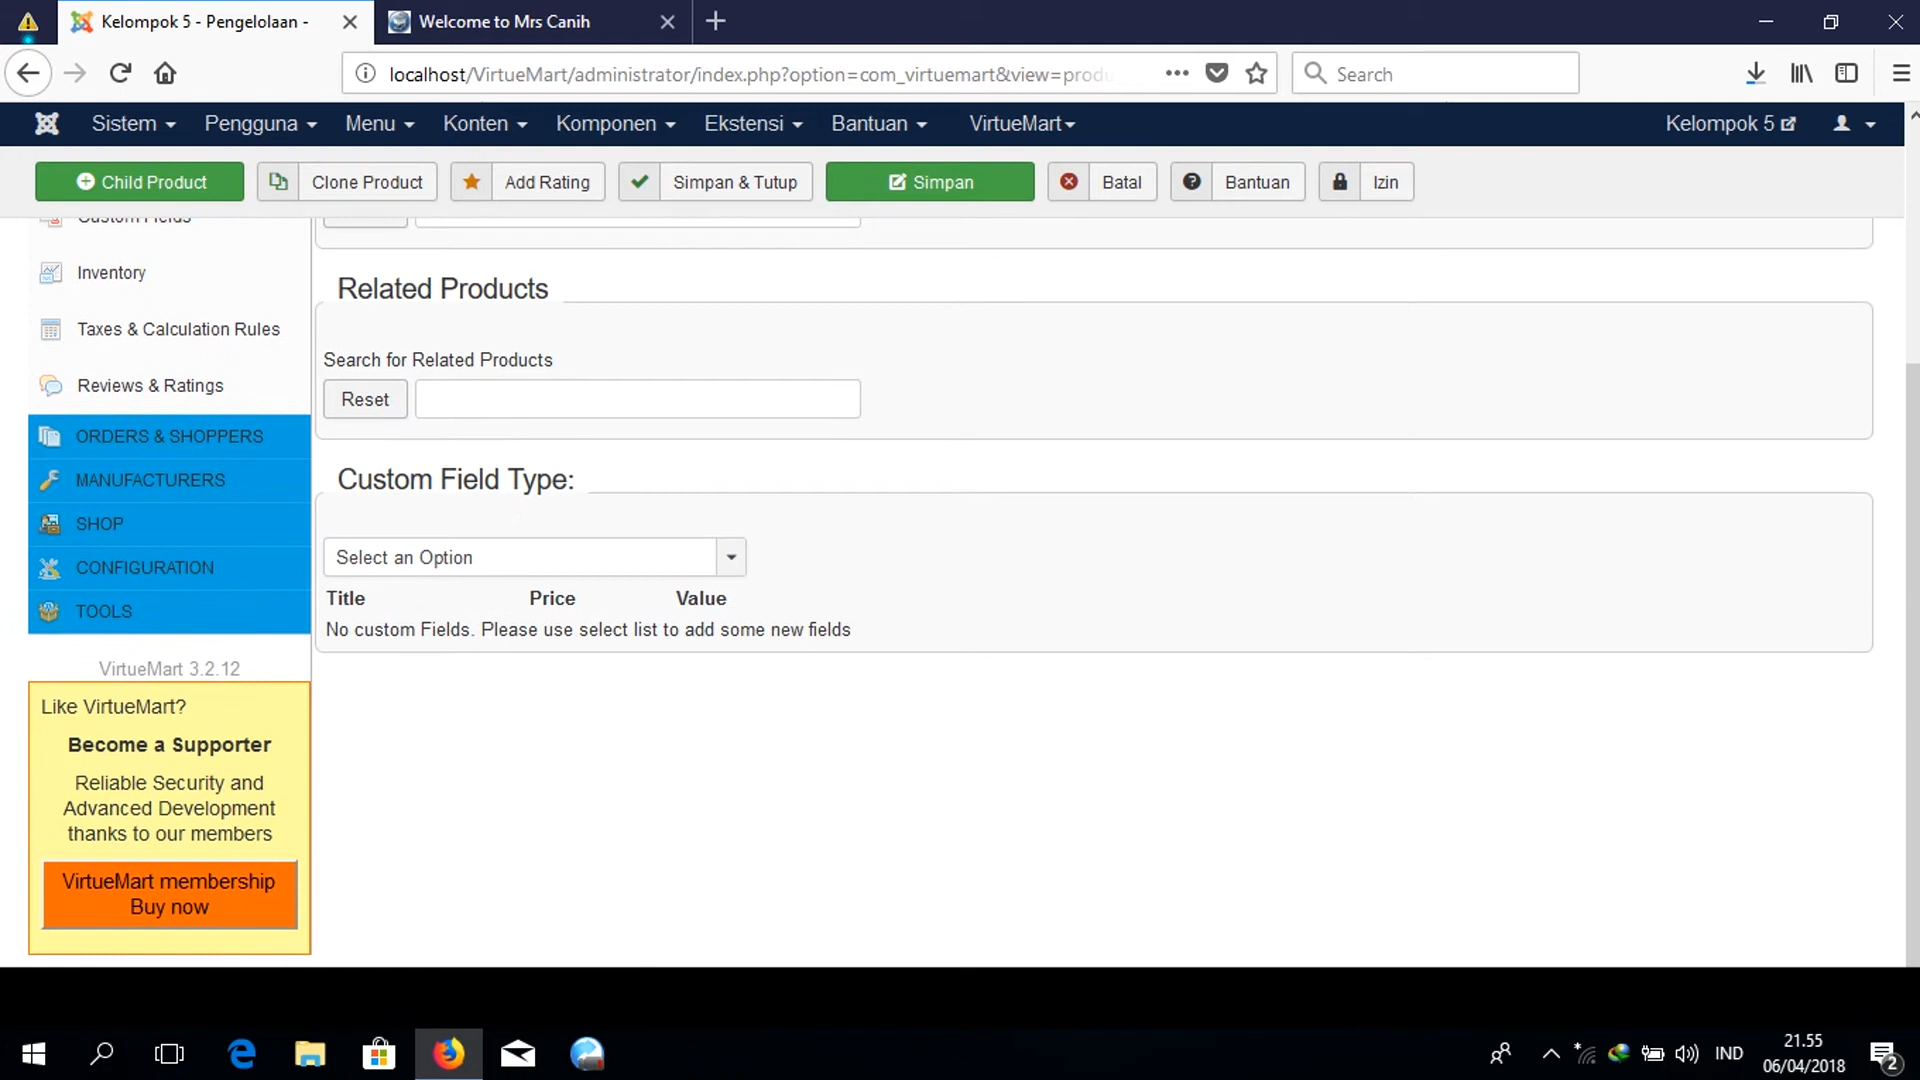 Kelompok 5 - Pengelolaan -
Welcome to Mrs Canih
localhost/VirtueMart/administrator/index.php?option=com_virtuemart&view=produ
Search
Sistem
Pengguna
Menu
Konten
Komponen
Ekstensi
Bantuan
VirtueMart
Kelompok 5
Child Product
Clone Product
Add Rating
Simpan & Tutup
Simpan
Batal
Bantuan
Izin
Custom Fields
Inventory
Taxes & Calculation Rules
Reviews & Ratings
ORDERS & SHOPPERS
MANUFACTURERS
SHOP
CONFIGURATION
TOOLS
VirtueMart 3.2.12
Like VirtueMart?
Become a Supporter
Reliable Security and
Advanced Development
thanks to our members
VirtueMart membership
Buy now
Related Products
Search for Related Products
Reset
Custom Field Type:
Select an Option
Title Price Value
No custom Fields. Please use select list to add some new fields
IND
21.55
06/04/2018
2